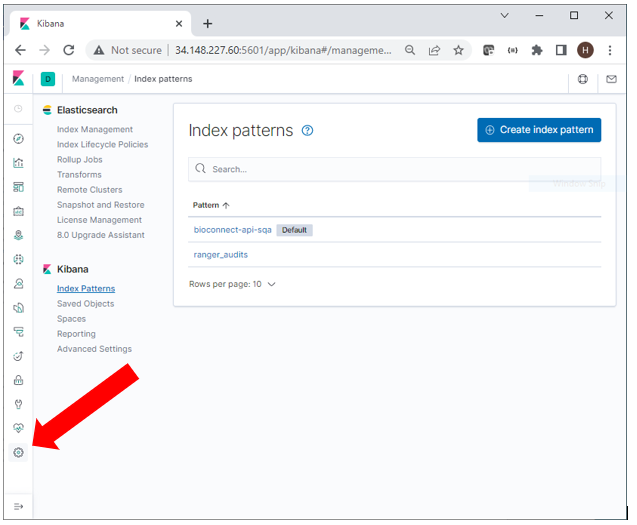 Kibana
Not secure 34.148.227.60:5601/app/kibana#/manageme...
H
D Management / Index patterns
Elasticsearch
Index Management
Index Lifecycle Policies
Rollup Jobs
Transforms
Remote Clusters
Snapshot and Restore
License Management
8.0 Upgrade Assistant
Kibana
Index Patterns
Saved Objects
Spaces
Reporting
Advanced Settings
Index patterns
Create index pattern
Search...
Pattern
bioconnect-api-sqa Default
ranger_audits
Rows per page: 10